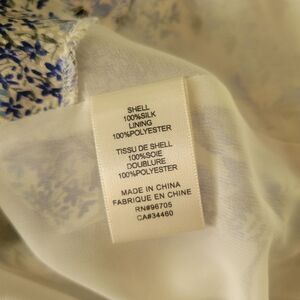 SHELL
100%SILK
LINING
100%POLYESTER
TISSU DE SHELL
100%SOIE
DOUBLURE
100%POLYESTER
MADE IN CHINA
FABRIQUE EN CHINE
RN#96705
CA#34460